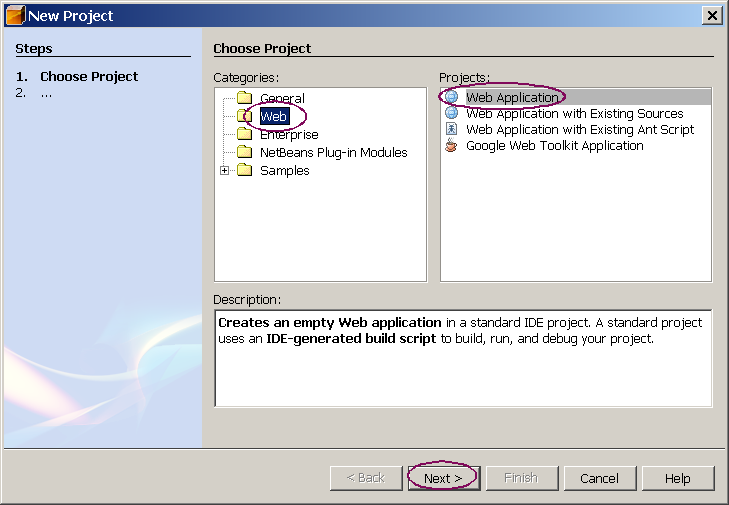 New Project
Steps
1. Choose Project
2. ...
Choose Project
Categories:
General
Web
Enterprise
NetBeans Plug-in Modules
Samples
Projects:
Web Application
Web Application with Existing Sources
Web Application with Existing Ant Script
Google Web Toolkit Application
Description:
Creates an empty Web application in a standard IDE project. A standard project
uses an IDE-generated build script to build, run, and debug your project.
< Back
Next >
Finish
Cancel
Help